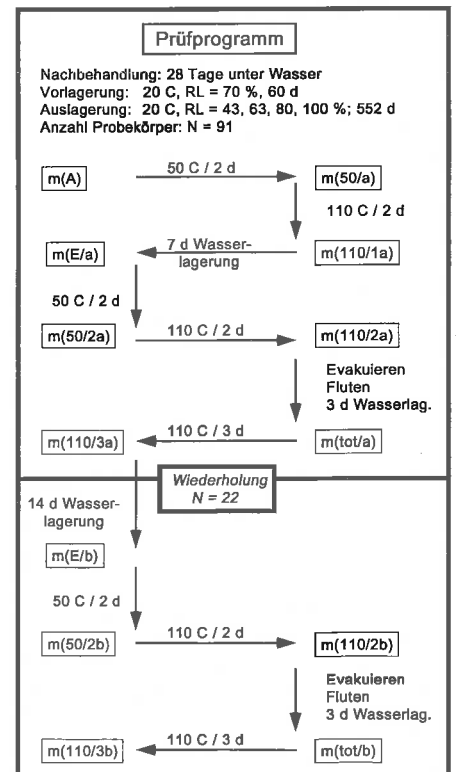 Prüfprogramm
Nachbehandlung: 28 Tage unter Wasser
Vorlagerung: 20 C, RL = 70 %, 60 d
Auslagerung: 20 C, RL = 43, 63, 80, 100 %; 552 d
Anzahl Probekörper: N = 91
m(A)
50 C / 2 d
m(50/a)
110 C / 2 d
m(E/a)
7 d Wasser-
lagerung
m(110/1a)
50 C / 2 d
m(50/2a)
110 C / 2 d
m(110/2a)
Evakuieren
Fluten
3 d Wasserlag.
m(110/3a)
110 C / 3 d
m(tot/a)
Wiederholung
N = 22
14 d Wasser-
lagerung
m(E/b)
50 C / 2 d
m(50/2b)
110 C / 2 d
m(110/2b)
Evakuieren
Fluten
3 d Wasserlag.
m(110/3b)
110 C / 3 d
m(tot/b)